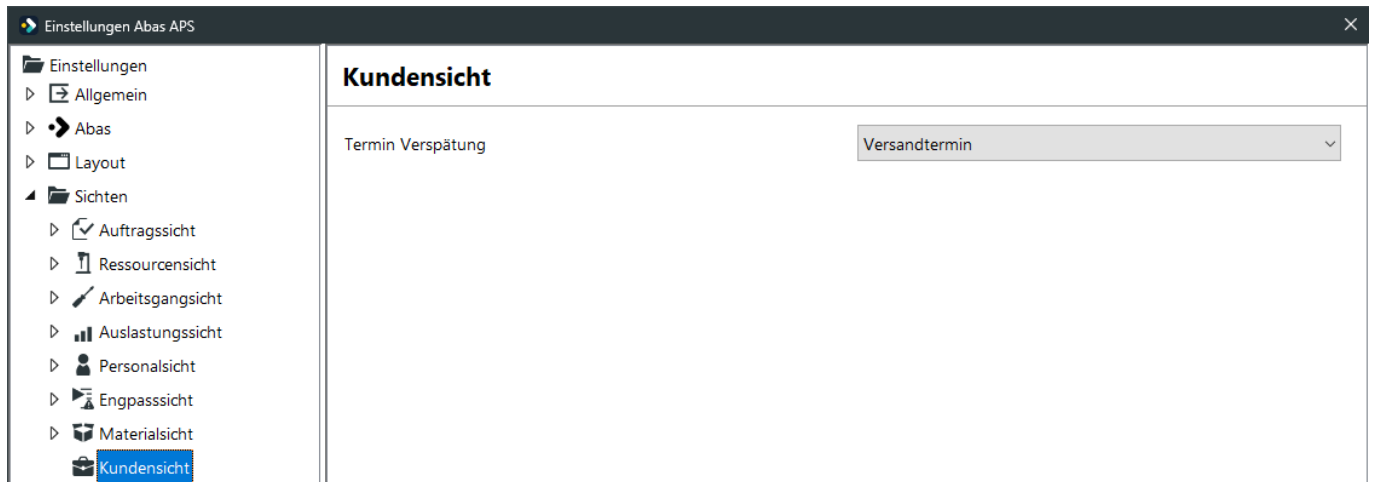 Einstellungen Abas APS
Einstellungen
Allgemein
Abas
Layout
Sichten
Auftragssicht
Ressourcensicht
Arbeitsgangsicht
Auslastungssicht
Personalsicht
Engpasssicht
Materialsicht
Kundensicht
Kundensicht
Termin Verspätung Versandtermin